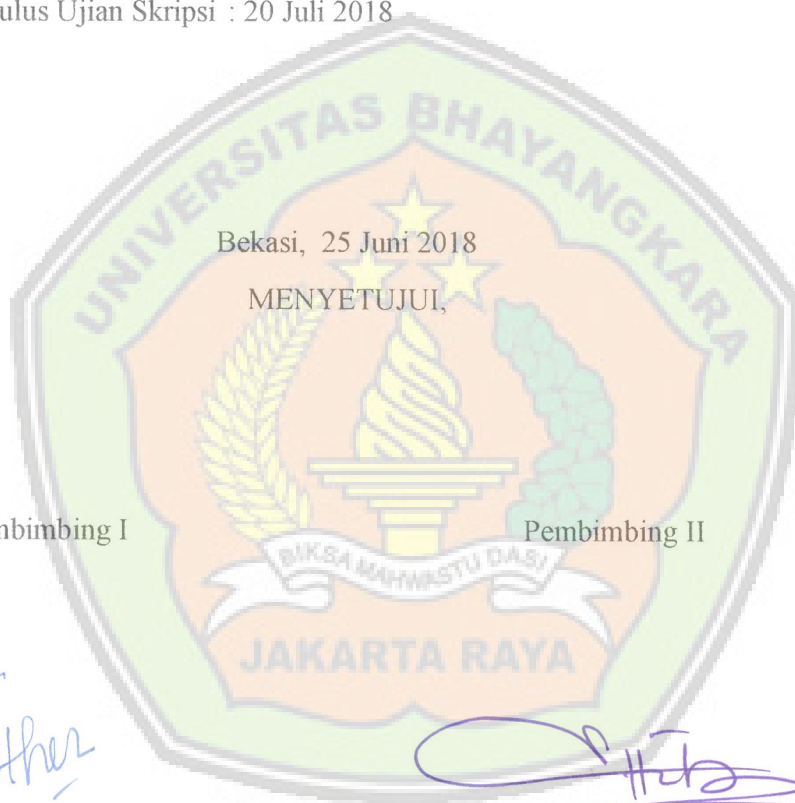 ulus Ujian Skripsi : 20 Juli 2018
UNIVERSITAS BHAYANGKARA
Bekasi, 25 Juni 2018
MENYETUJUI,
mbimbing I
Pembimbing II
BIKSA MAHWASTU DASI
JAKARTA RAYA